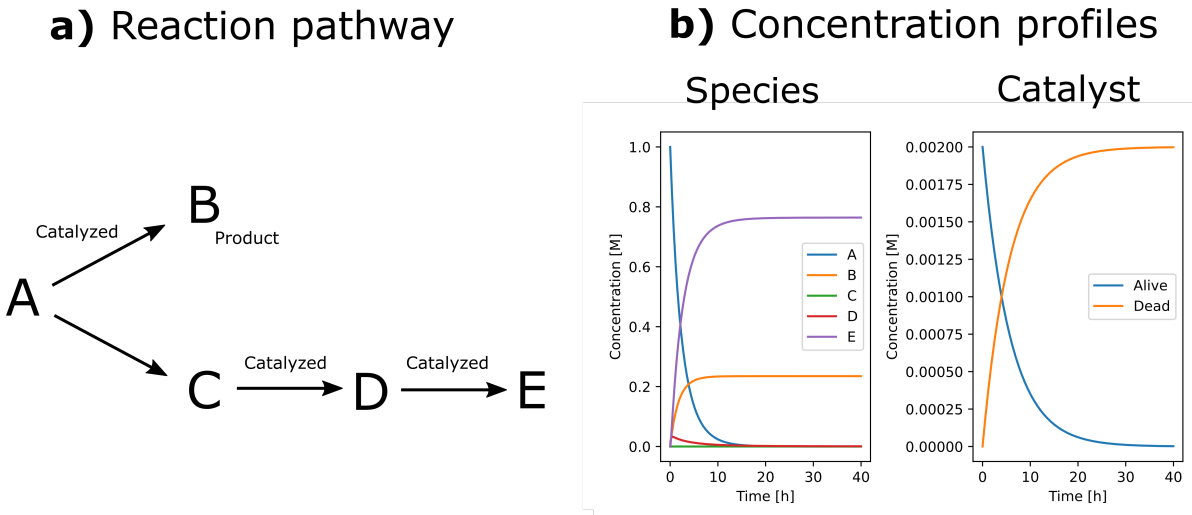 a) Reaction pathway
B
Catalyzed
Product
A
C
Catalyzed
D
Catalyzed
E
b) Concentration profiles
Species
Concentration [M]
1.0
0.8
0.6
0.4
0.2
0.0
A
B
C
D
E
0 10 20 30 40
Time [h]
Catalyst
Concentration [M]
0.00200
0.00175
0.00150
0.00125
0.00100
0.00075
0.00050
0.00025
0.00000
Alive
Dead
0 10 20 30 40
Time [h]